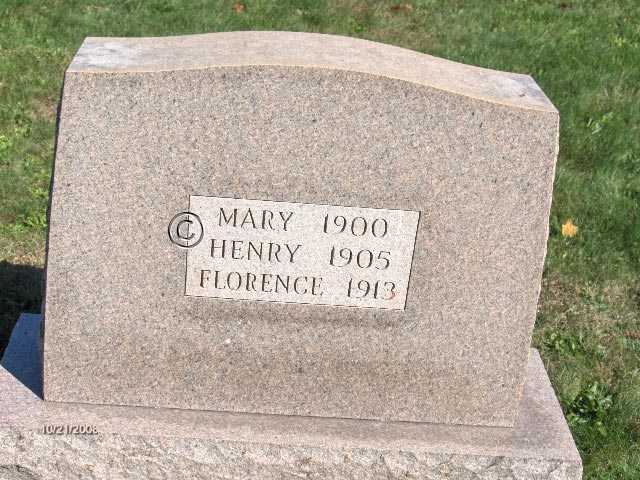 MARY 1900
©
HENRY 1905
FLORENCE 1913
10/21/2008